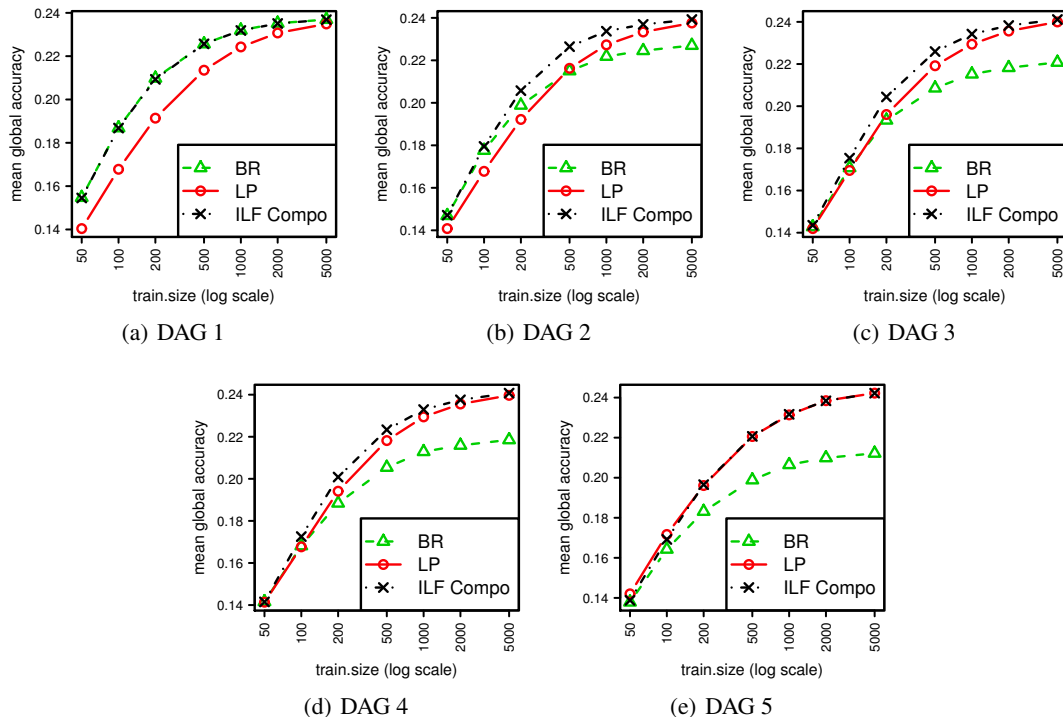 mean global accuracy
0.24
0.22
0.20
0.18
0.16
0.14
BR
LP
ILF Compo
50
100
200
500
1000
2000
5000
train.size (log scale)
(a) DAG 1
mean global accuracy
0.24
0.22
0.20
0.18
0.16
0.14
BR
LP
ILF Compo
50
100
200
500
1000
2000
5000
train.size (log scale)
(b) DAG 2
mean global accuracy
0.24
0.22
0.20
0.18
0.16
0.14
BR
LP
ILF Compo
50
100
200
500
1000
2000
5000
train.size (log scale)
(c) DAG 3
mean global accuracy
0.24
0.22
0.20
0.18
0.16
0.14
BR
LP
ILF Compo
50
100
200
500
1000
2000
5000
train.size (log scale)
(d) DAG 4
mean global accuracy
0.24
0.22
0.20
0.18
0.16
0.14
BR
LP
ILF Compo
50
100
200
500
1000
2000
5000
train.size (log scale)
(e) DAG 5